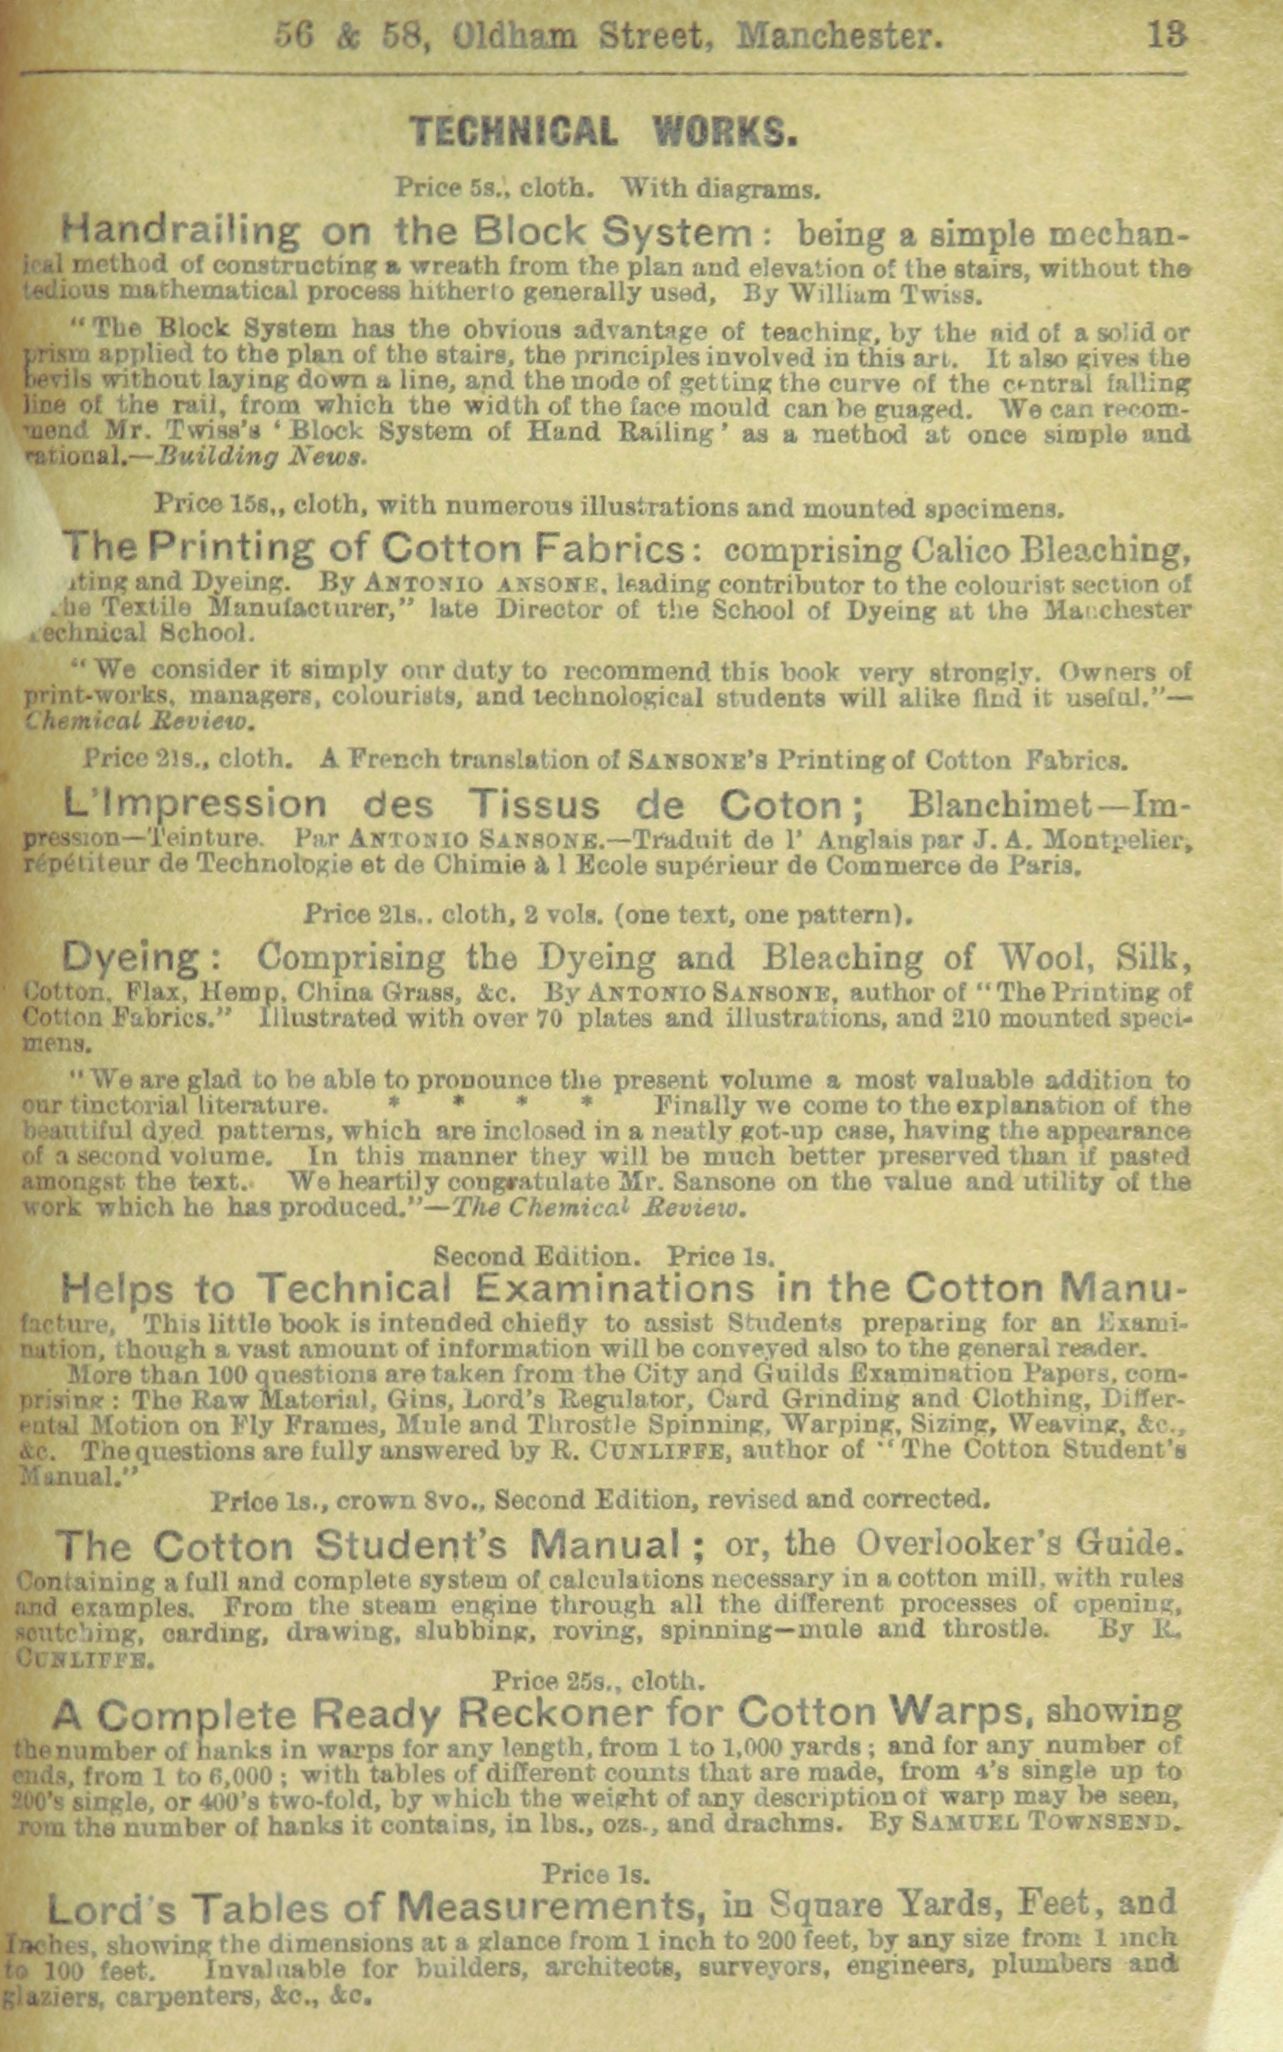 56 & 58, Oldham Street, Manchester. 13
TECHNICAL WORKS.
Price 5s., cloth. With diagrams.
Handrailing on the Block System: being a simple mechan-
ical method of constructing a wreath from the plan and elevation of the stairs, without the
tedious mathematical process hitherto generally used, By William Twiss.
"The Block System has the obvious advantage of teaching, by the aid of a solid or
prism applied to the plan of the stairs, the principles involved in this art. It also gives the
bevils without laying down a line, and the mode of getting the curve of the central falling
line of the rail, from which the width of the face mould can be guaged. We can recom-
mend Mr. Twiss's 'Block System of Hand Railing' as a method at once simple and
rational.—Building News.
Price 15s,, cloth, with numerous illustrations and mounted specimens.
The Printing of Cotton Fabrics: comprising Calico Bleaching,
ting and Dyeing. By ANTONIO ANSONE, leading contributor to the colourist section of
he Textile Manufacturer," late Director of the School of Dyeing at the Manchester
echnical School.
"We consider it simply our duty to recommend this book very strongly. Owners of
print-works, managers, colourists, and technological students will alike find it useful."—
Chemical Review.
Price 21s., cloth. A French translation of SANSONE'S Printing of Cotton Fabrics.
L'Impression des Tissus de Coton; Blanchimet—Im-
pression—Teinture. Par ANTONIO SANSONE.—Traduit de l' Anglais par J. A. Montpelier,
répétiteur de Technologie et de Chimie à l Ecole supérieur de Commerce de Paris.
Price 21s.. cloth, 2 vols. (one text, one pattern).
Dyeing: Comprising the Dyeing and Bleaching of Wool, Silk,
Cotton, Flax, Hemp, China Grass, &c. By ANTONIO SANSONE, author of "The Printing of
Cotton Fabrics." Illustrated with over 70 plates and illustrations, and 210 mounted speci-
mens.
"We are glad to be able to pronounce the present volume a most valuable addition to
our tinctorial literature. * * * * Finally we come to the explanation of the
beautiful dyed patterns, which are inclosed in a neatly got-up case, having the appearance
of a second volume. In this manner they will be much better preserved than if pasted
amongst the text. We heartily congratulate Mr. Sansone on the value and utility of the
work which he has produced."—The Chemical Review.
Second Edition. Price 1s.
Helps to Technical Examinations in the Cotton Manu-
facture, This little book is intended chiefly to assist Students preparing for an Exami-
nation, though a vast amount of information will be conveyed also to the general reader.
More than 100 questions are taken from the City and Guilds Examination Papers, com-
prising: The Raw Material, Gins, Lord's Regulator, Card Grinding and Clothing, Differ-
ental Motion on Fly Frames, Mule and Throstle Spinning, Warping, Sizing, Weaving, &c.,
&c. The questions are fully answered by R. CUNLIFFE, author of "The Cotton Student's
Manual."
Price 1s., crown 8vo., Second Edition, revised and corrected.
The Cotton Student's Manual; or, the Overlooker's Guide.
Containing a full and complete system of calculations necessary in a cotton mill, with rules
and examples. From the steam engine through all the different processes of opening,
scutching, carding, drawing, slubbing, roving, spinning—mule and throstle. By R.
CUNLIFFE.
Price 25s., cloth.
A Complete Ready Reckoner for Cotton Warps, showing
the number of hanks in warps for any length, from 1 to 1,000 yards; and for any number of
ends, from 1 to 6,000; with tables of different counts that are made, from 4's single up to
200's single, or 400's two-fold, by which the weight of any description of warp may be seen,
rom the number of hanks it contains, in lbs., ozs., and drachms. By SAMUEL TOWNSEND.
Price 1s.
Lord's Tables of Measurements, in Square Yards, Feet, and
Inches, showing the dimensions at a glance from 1 inch to 200 feet, by any size from 1 inch
to 100 feet. Invaluable for builders, architects, surveyors, engineers, plumbers and
glaziers, carpenters, &c., &c.